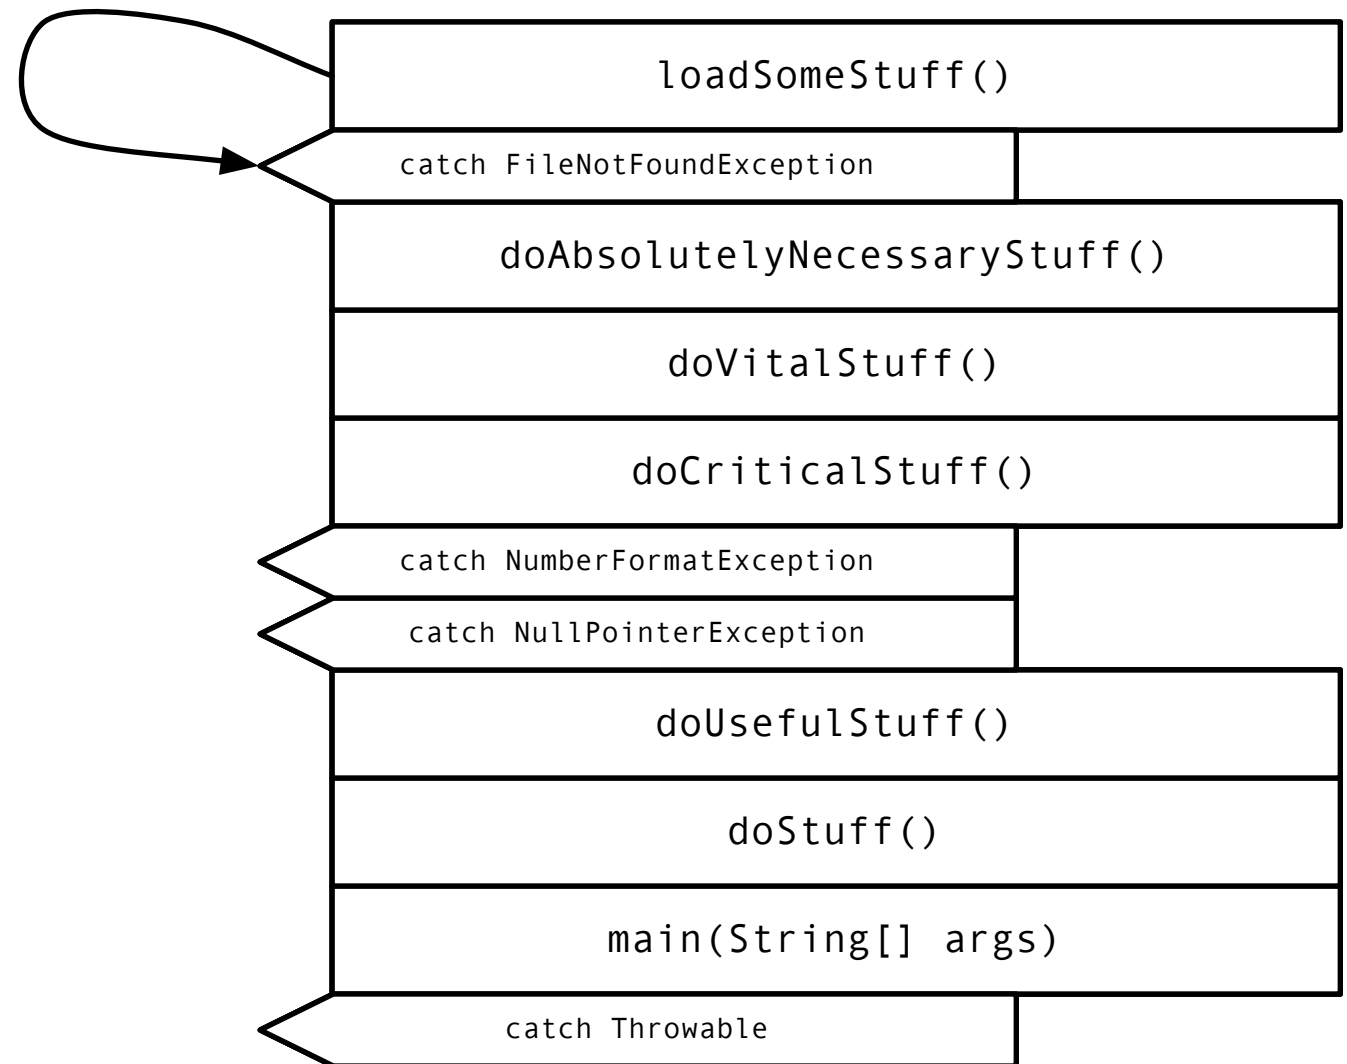 loadSomeStuff()
catch FileNotFoundException
doAbsolutelyNecessaryStuff()
doVitalStuff()
doCriticalStuff()
catch NumberFormatException
catch NullPointerException
doUsefulStuff()
doStuff()
main(String[] args)
catch Throwable